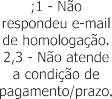 ;1 - Não
respondeu e-mail
de homologação.
2,3 - Não atende
a condição de
pagamento/prazo.